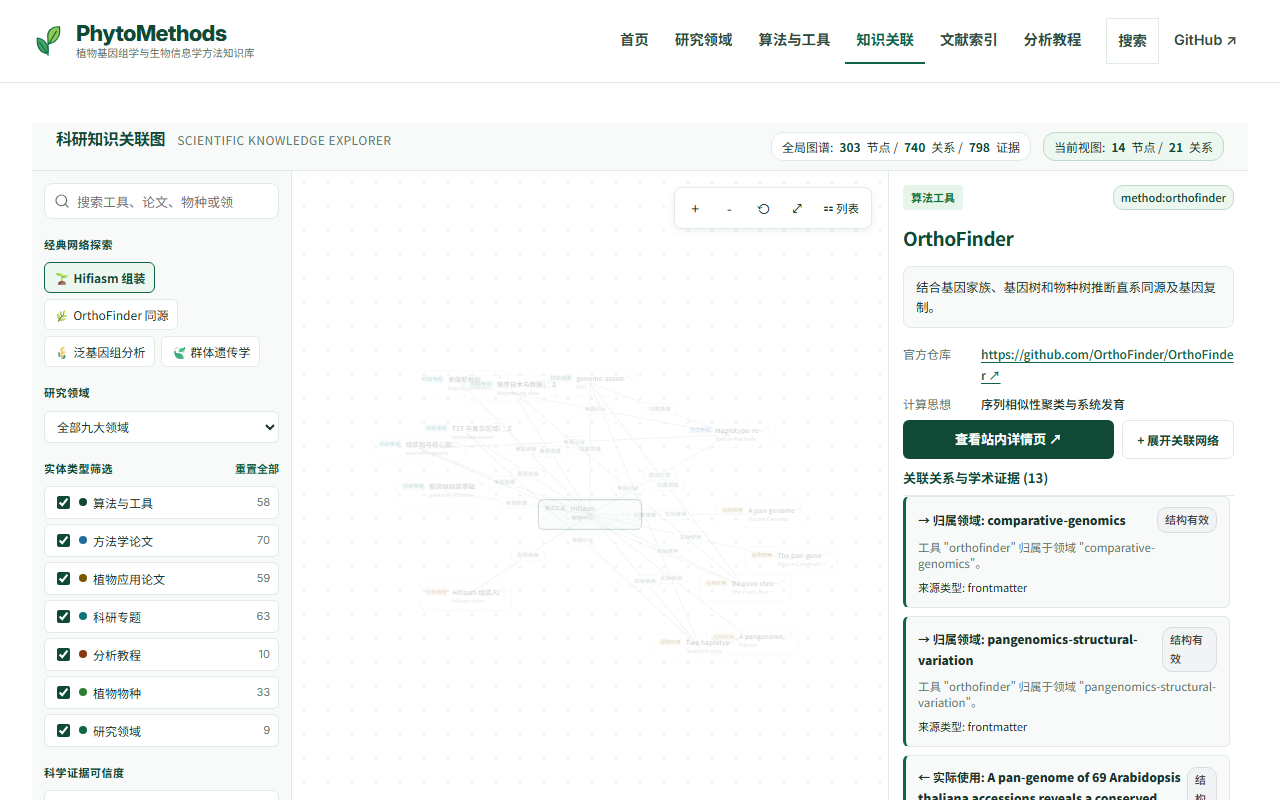 PhytoMethods
植物基因组学与生物信息学方法知识库
首页
研究领域
算法与工具
知识关联
文献索引
分析教程
搜索
GitHub ↗
科研知识关联图 SCIENTIFIC KNOWLEDGE EXPLORER
全局图谱: 303 节点 / 740 关系 / 798 证据
当前视图: 14 节点 / 21 关系
搜索工具、论文、物种或领
经典网络探索
Hifiasm 组装
OrthoFinder 同源
泛基因组分析
群体遗传学
研究领域
全部九大领域
实体类型筛选
重置全部
算法与工具 58
方法学论文 70
植物应用论文 59
科研专题 63
分析教程 10
植物物种 33
研究领域 9
科学证据可信度
+
-
列表
genome-assem
Haplotype-re
A pan-genome
The pan-gene
Hifiasm
算法工具
method:orthofinder
OrthoFinder
结合基因家族、基因树和物种树推断直系同源及基因复
制。
官方仓库
https://github.com/OrthoFinder/OrthoFinde
r ↗
计算思想
序列相似性聚类与系统发育
查看站内详情页 ↗
+ 展开关联网络
关联关系与学术证据 (13)
→ 归属领域: comparative-genomics
结构有效
工具 "orthofinder" 归属于领域 "comparative-
genomics"。
来源类型: frontmatter
→ 归属领域: pangenomics-structural-
variation
结构有
效
工具 "orthofinder" 归属于领域 "pangenomics-structural-
variation"。
来源类型: frontmatter
← 实际使用: A pan-genome of 69 Arabidopsis
thaliana accessions reveals a conserved
结
构